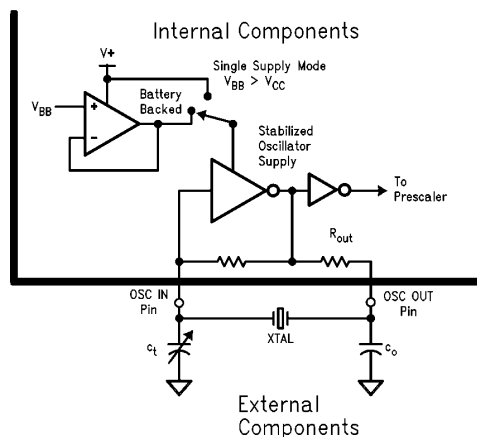 Internal Components
V+
Single Supply Mode
VBB > VCC
Battery
Backed
VBB
+
-
Stabilized
Oscillator
Supply
To
Prescaler
Rout
OSC IN
Pin
OSC OUT
Pin
XTAL
Ct
Co
External
Components